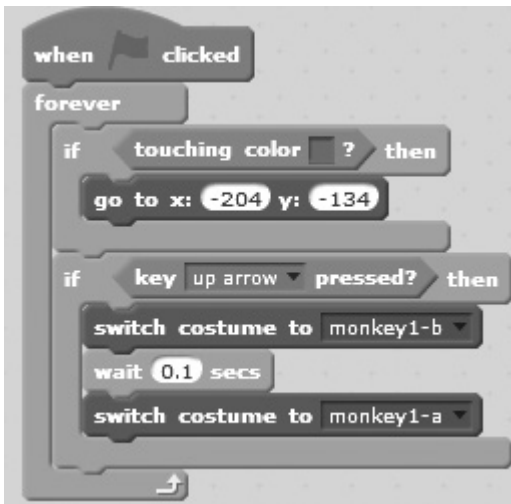 when clicked
forever
if touching color ? then
go to x: -204 y: -134
if key up arrow pressed? then
switch costume to monkey1-b
wait 0.1 secs
switch costume to monkey1-a